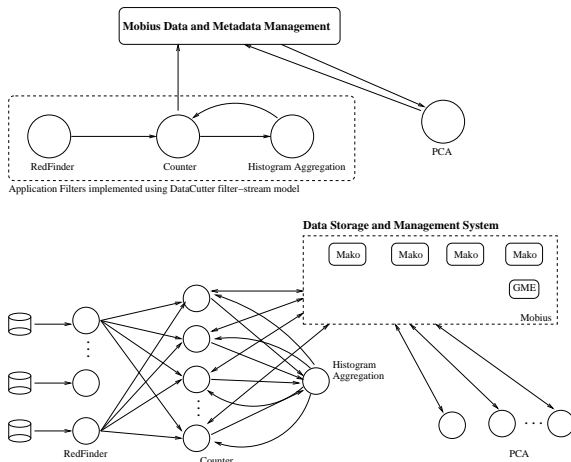 Mobius Data and Metadata Management
RedFinder
Counter
Histogram Aggregation
PCA
Application Filters implemented using DataCutter filter−stream model
Data Storage and Management System
Mako
Mako
Mako
Mako
GME
Mobius
Histogram
Aggregation
RedFinder
Counter
PCA